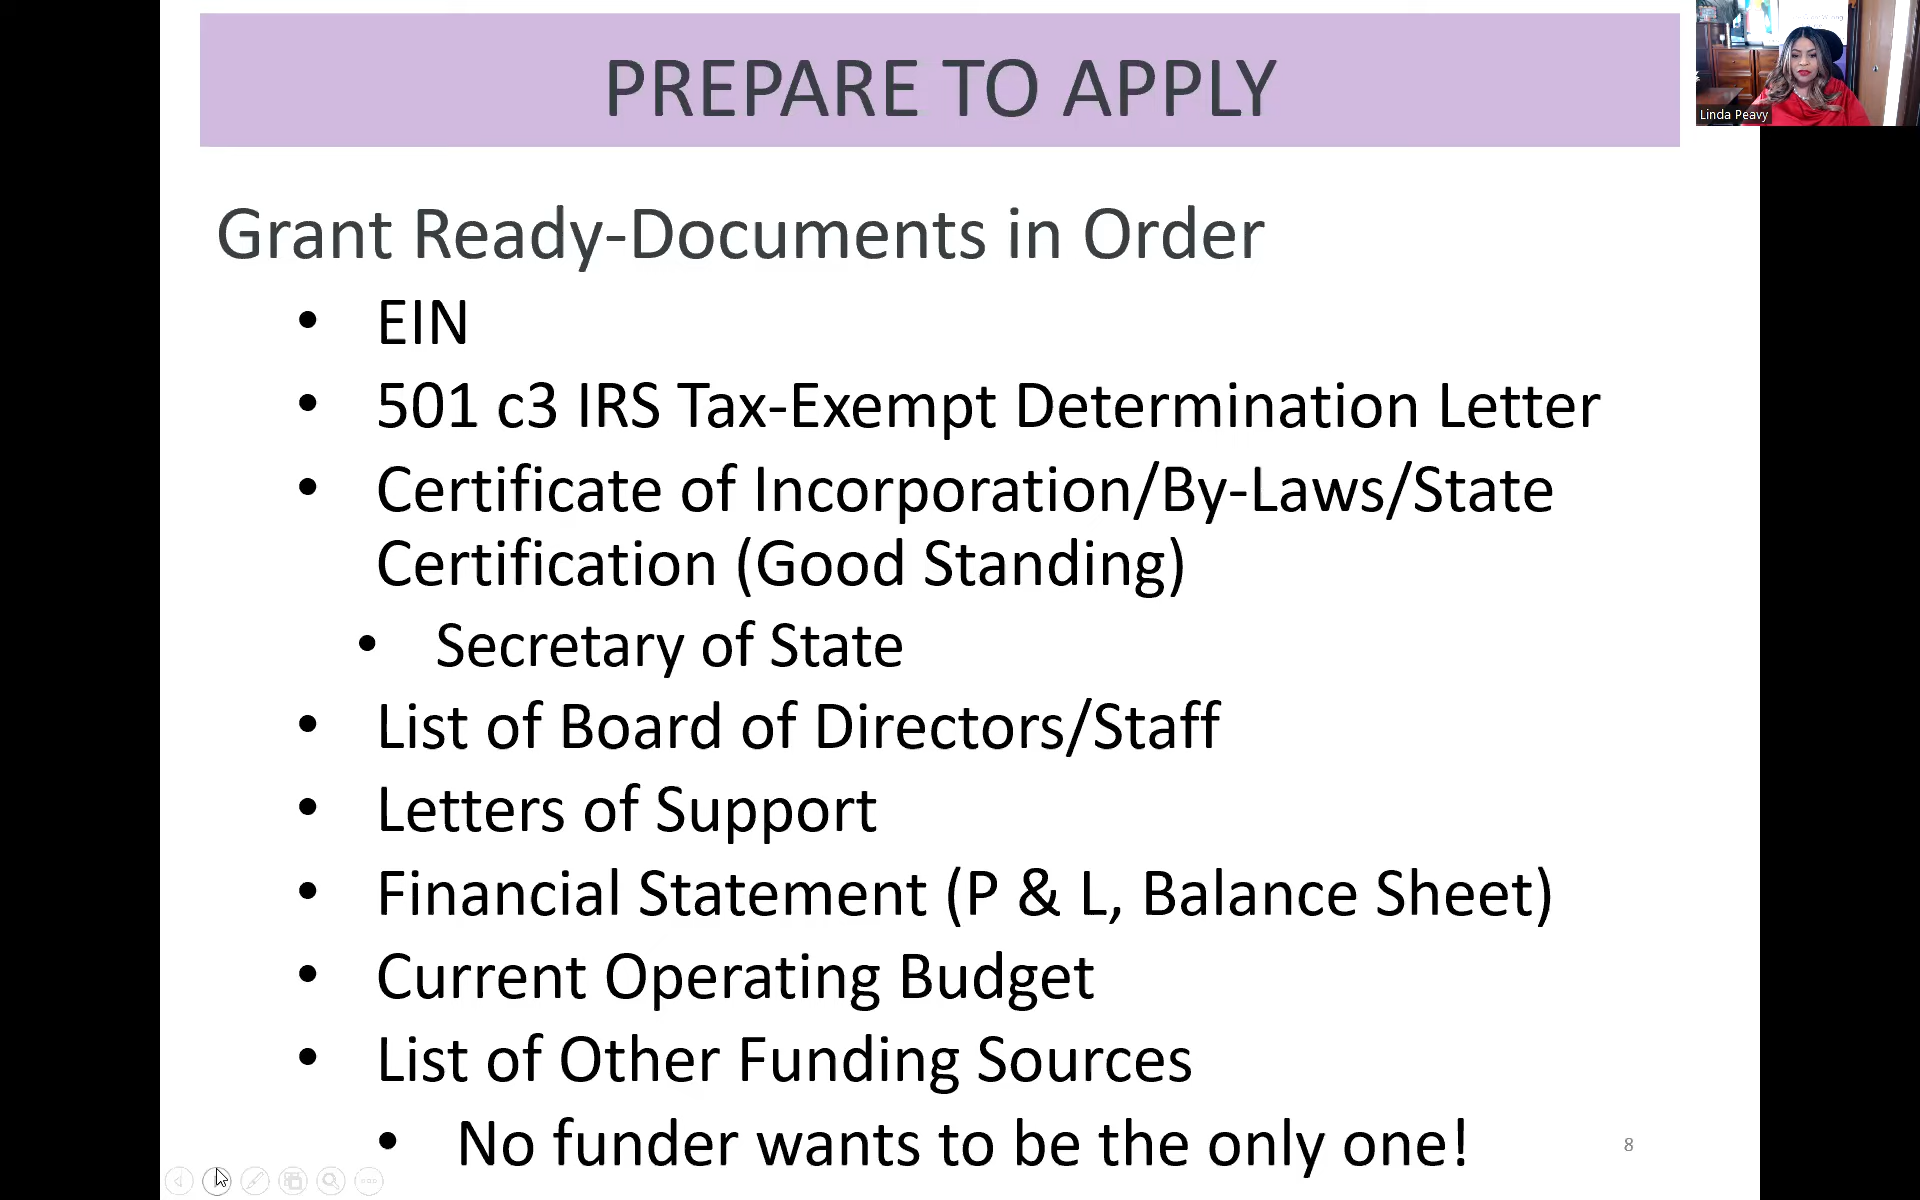 PREPARE TO APPLY
Linda Peavy
Grant Ready-Documents in Order
• EIN
• 501 c3 IRS Tax-Exempt Determination Letter
• Certificate of Incorporation/By-Laws/State
Certification (Good Standing)
• Secretary of State
• List of Board of Directors/Staff
• Letters of Support
• Financial Statement (P & L, Balance Sheet)
• Current Operating Budget
• List of Other Funding Sources
• No funder wants to be the only one!
8